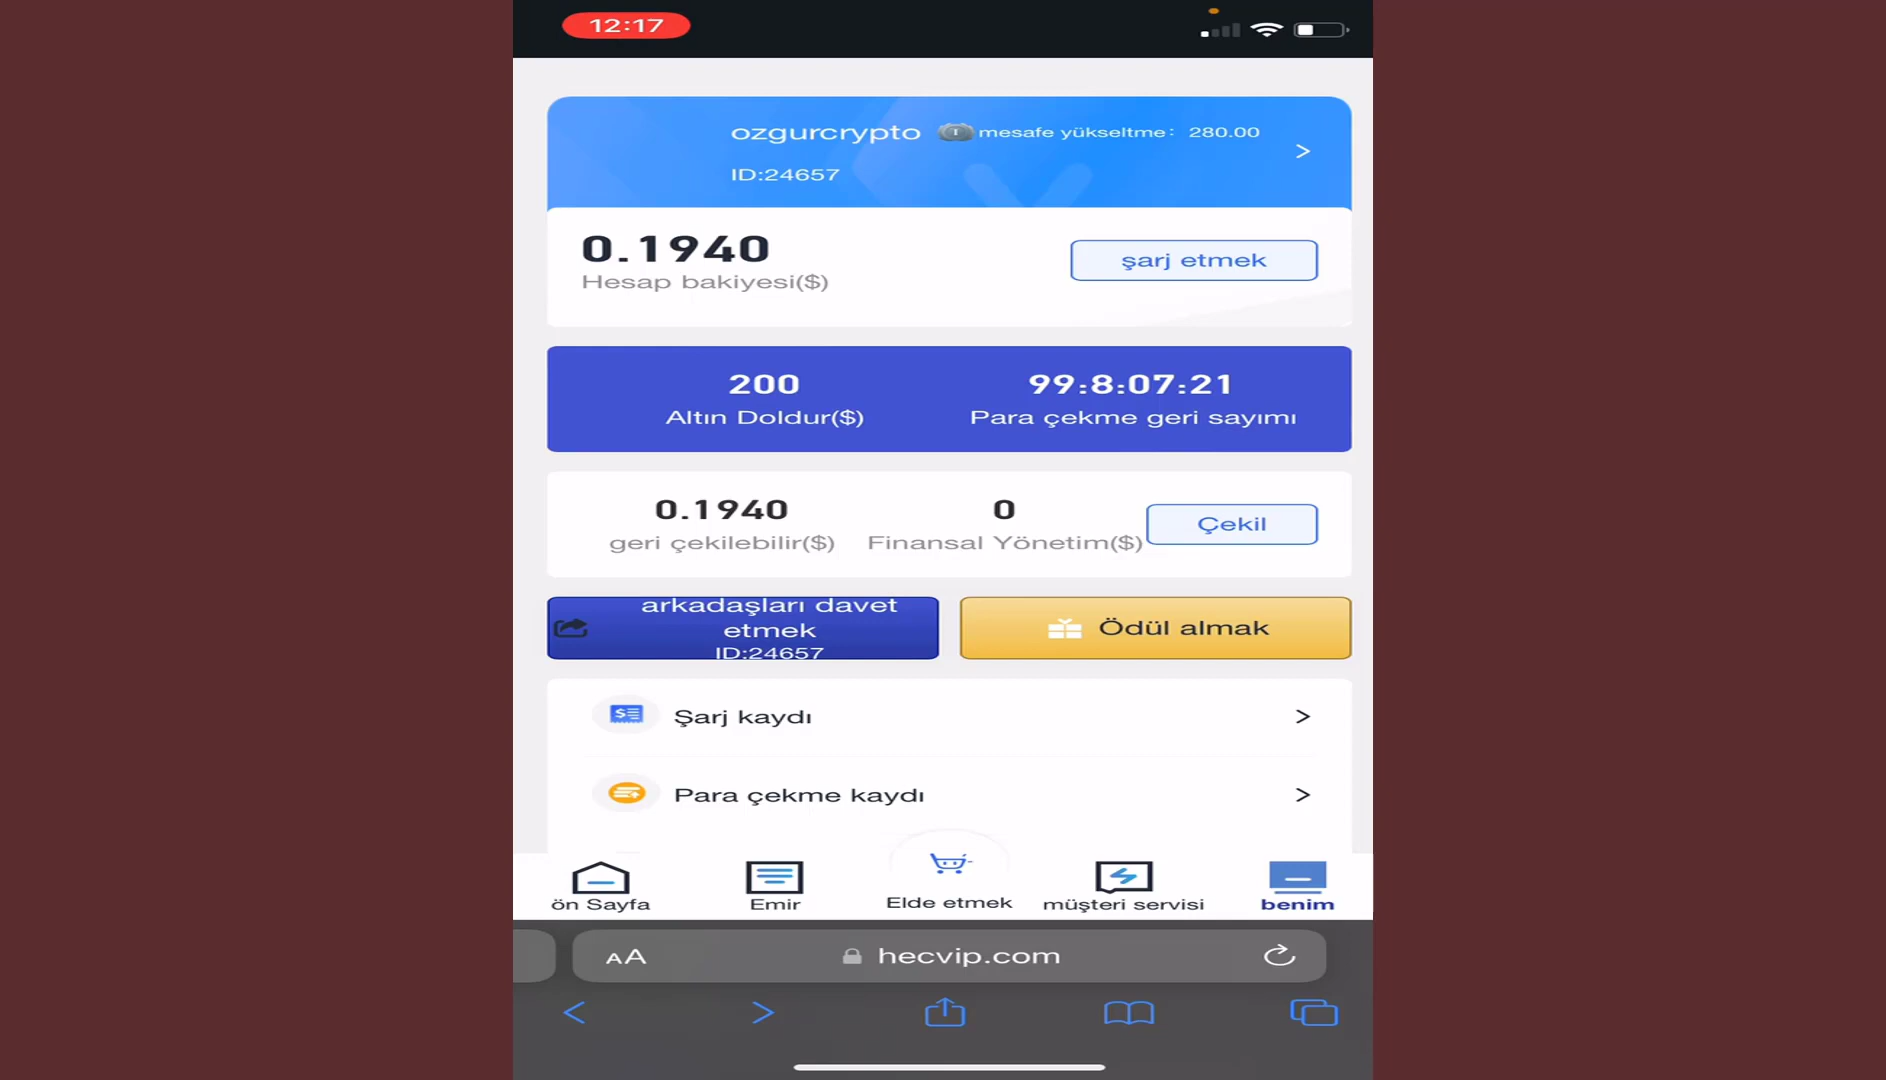 12:17
ozgurcrypto mesafe yükseltme: 280.00
ID:24657
0.1940
Hesap bakiyesi($)
şarj etmek
200
Altın Doldur($)
99:8:07:21
Para çekme geri sayımı
0.1940
geri çekilebilir($)
0
Finansal Yönetim($)
Çekil
arkadaşları davet
etmek
ID:24657
Ödül almak
Şarj kaydı
Para çekme kaydı
ön Sayfa
Emir
Elde etmek
müşteri servisi
benim
AA
hecvip.com